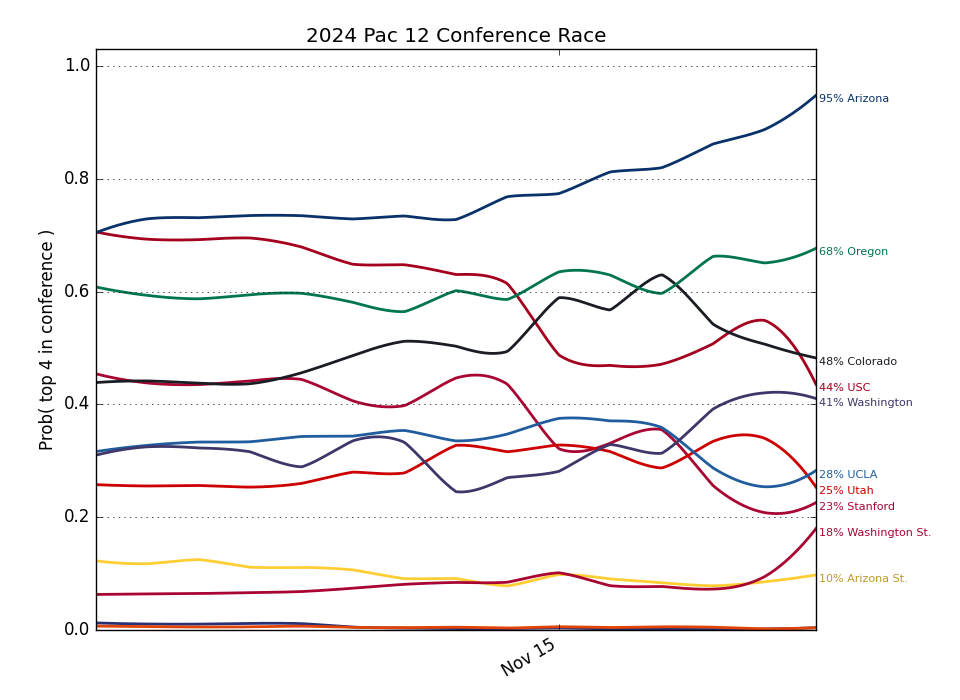 2024 Pac 12 Conference Race
Prob( top 4 in conference )
1.0
0.8
0.6
0.4
0.2
0.0
Nov 15
95% Arizona
68% Oregon
48% Colorado
44% USC
41% Washington
28% UCLA
25% Utah
23% Stanford
18% Washington St.
10% Arizona St.